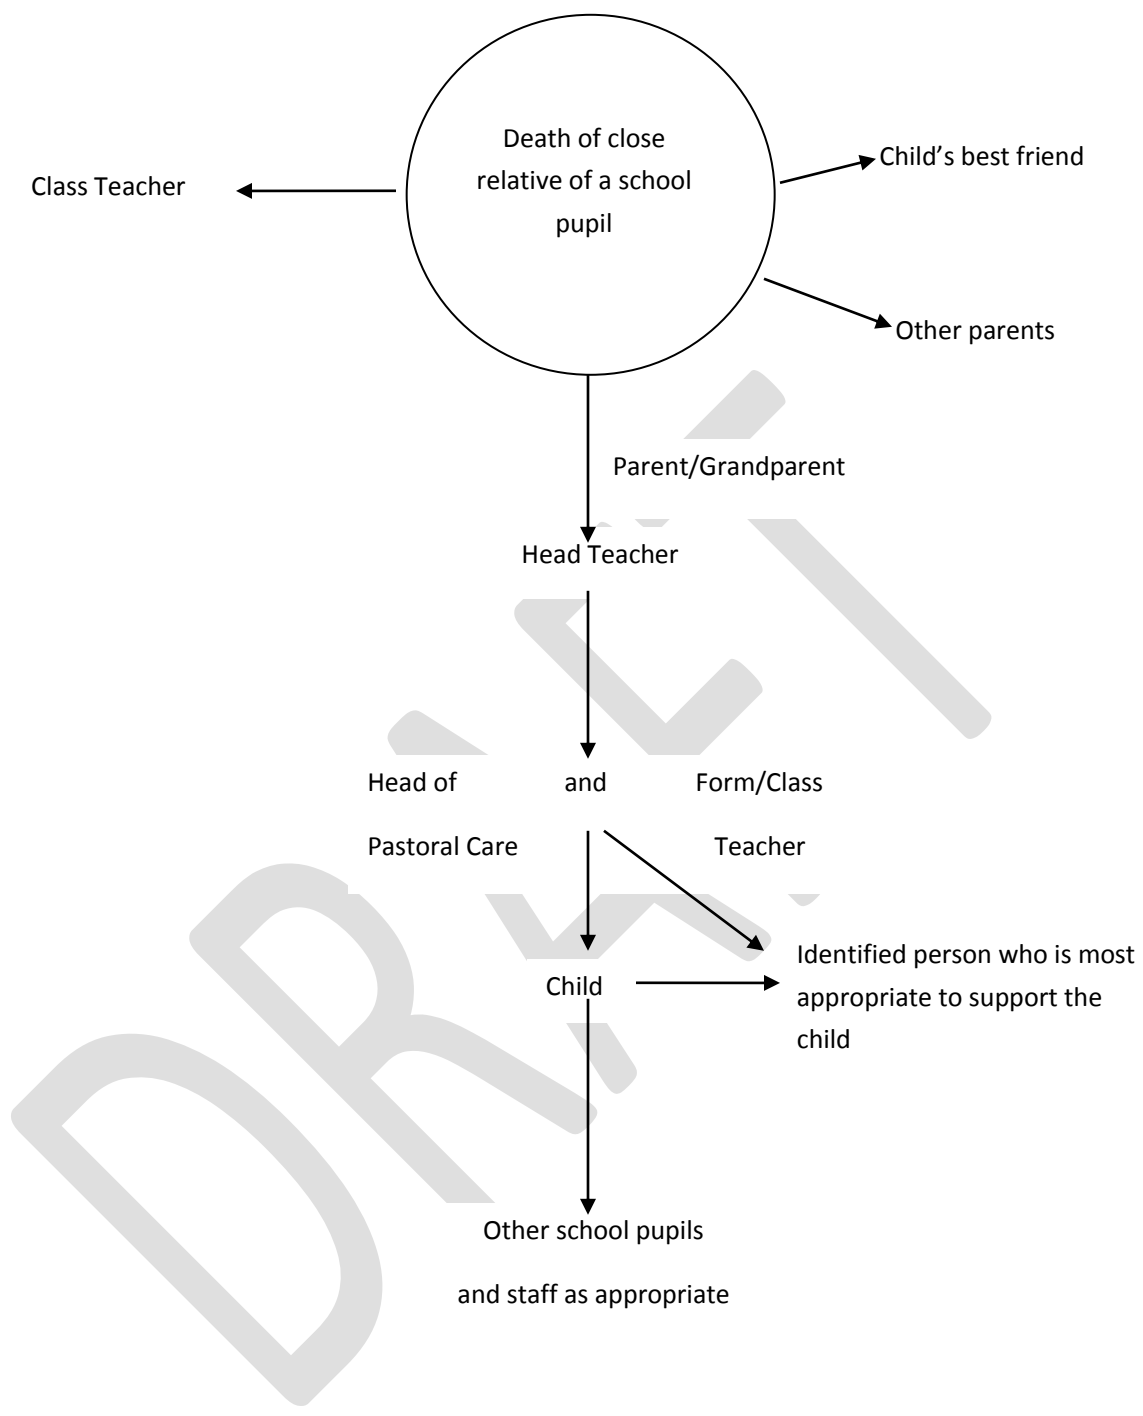 Death of close
relative of a school
pupil
Class Teacher
Child’s best friend
Other parents
Parent/Grandparent
Head Teacher
Head of and Form/Class
Pastoral Care Teacher
Identified person who is most
appropriate to support the
child
Child
Other school pupils
and staff as appropriate
DRAFT